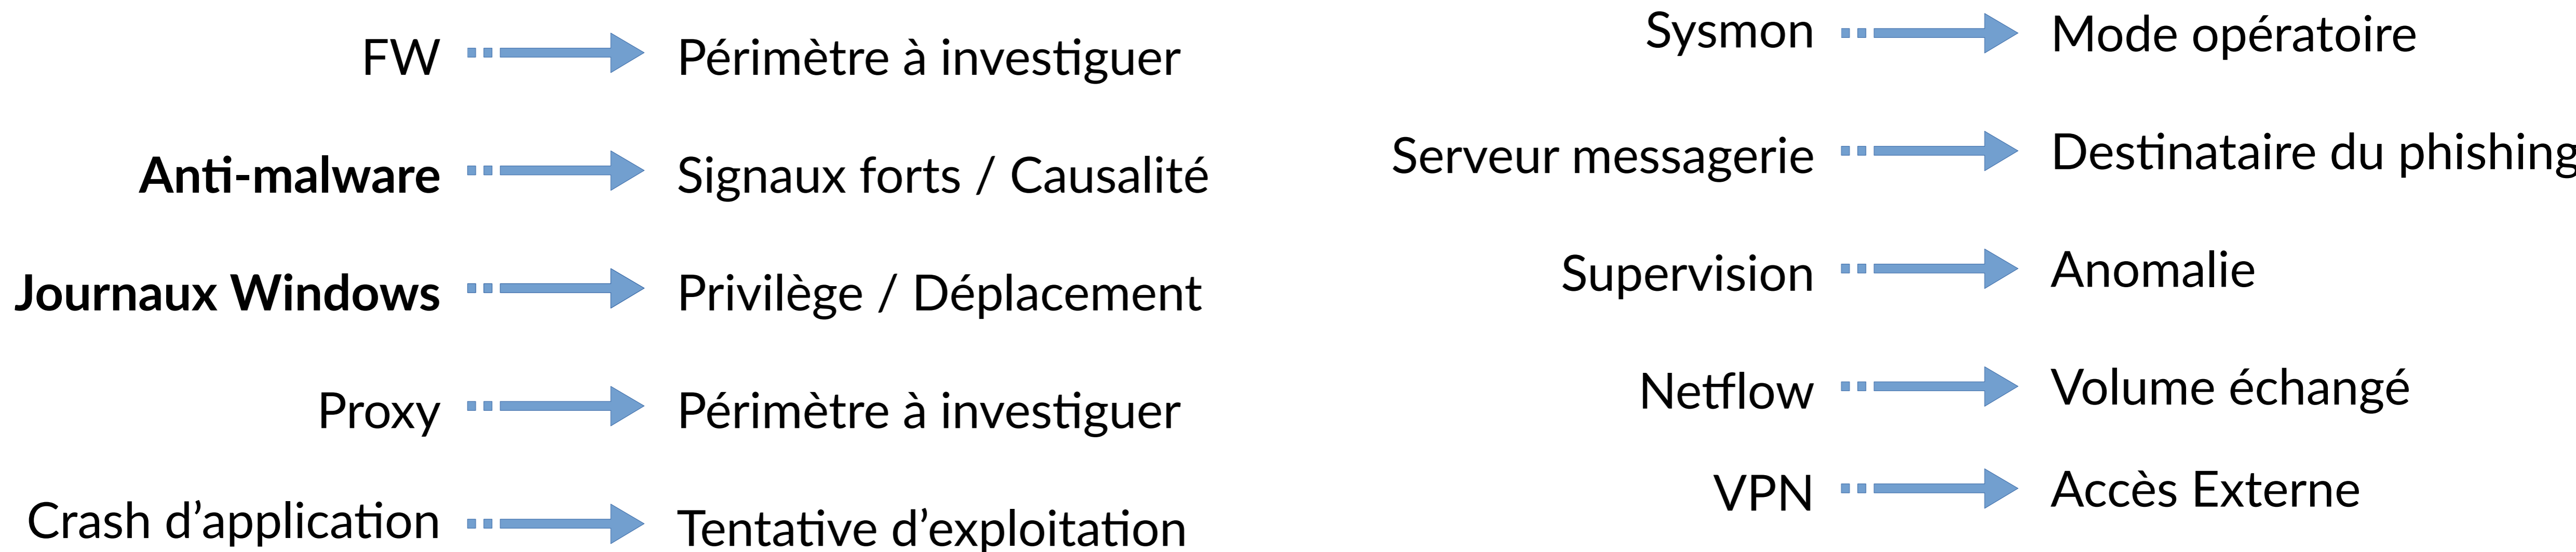 FW Périmètre à investiguer
Anti-malware Signaux forts / Causalité
Journaux Windows Privilège / Déplacement
Proxy Périmètre à investiguer
Crash d’application Tentative d’exploitation
Sysmon Mode opératoire
Serveur messagerie Destinataire du phishing
Supervision Anomalie
Netflow Volume échangé
VPN Accès Externe